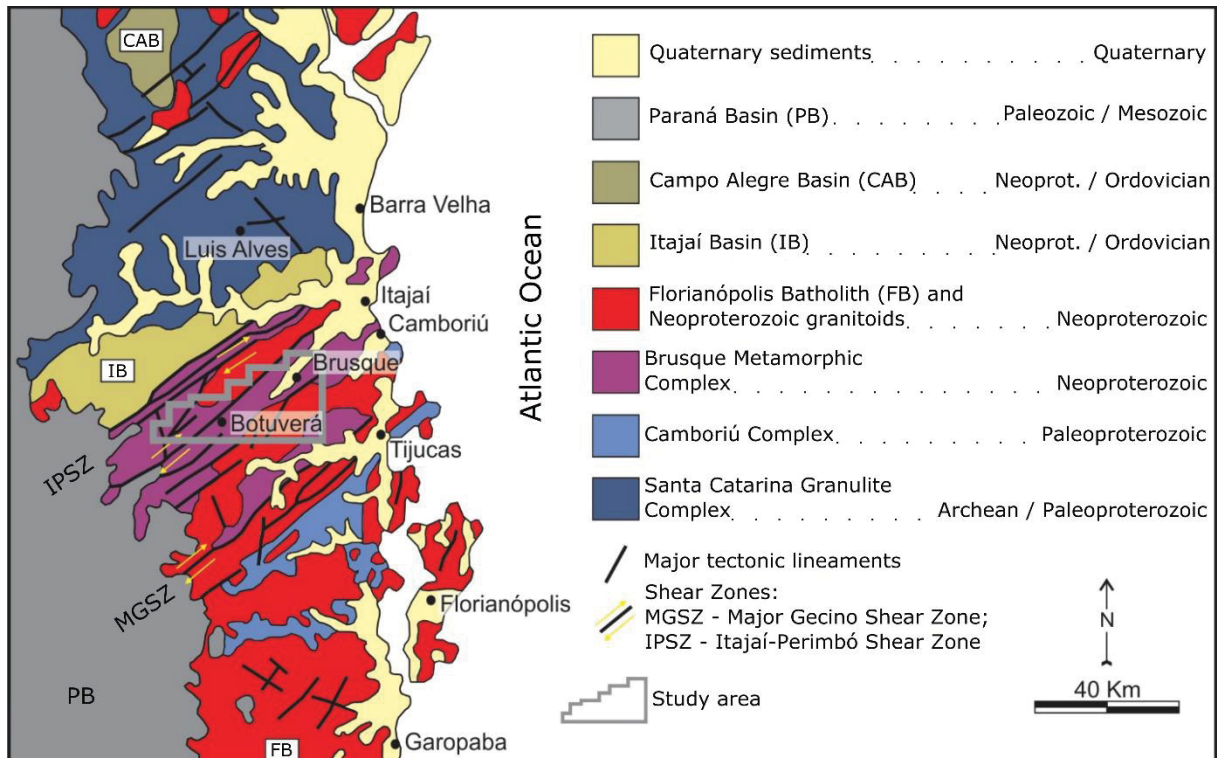 CAB
Barra Velha
Luis Alves
Itajaí
Camboriú
Brusque
IB
Botuverá
Tijucas
IPSZ
MGSZ
Florianópolis
PB
FB
Garopaba
Atlantic Ocean
Quaternary sediments . . . . . . . . . . Quaternary
Paraná Basin (PB) . . . . . . . . Paleozoic / Mesozoic
Campo Alegre Basin (CAB) . . . . Neoprot. / Ordovician
Itajaí Basin (IB) . . . . . . . . Neoprot. / Ordovician
Florianópolis Batholith (FB) and
Neoproterozoic granitoids . . . . . . . Neoproterozoic
Brusque Metamorphic
Complex . . . . . . . . . . . . . . Neoproterozoic
Camboriú Complex . . . . . . . . . Paleoproterozoic
Santa Catarina Granulite
Complex . . . . . . . . Archean / Paleoproterozoic
Major tectonic lineaments
Shear Zones:
MGSZ - Major Gecino Shear Zone;
IPSZ - Itajaí-Perimbó Shear Zone
Study area
N
40 Km